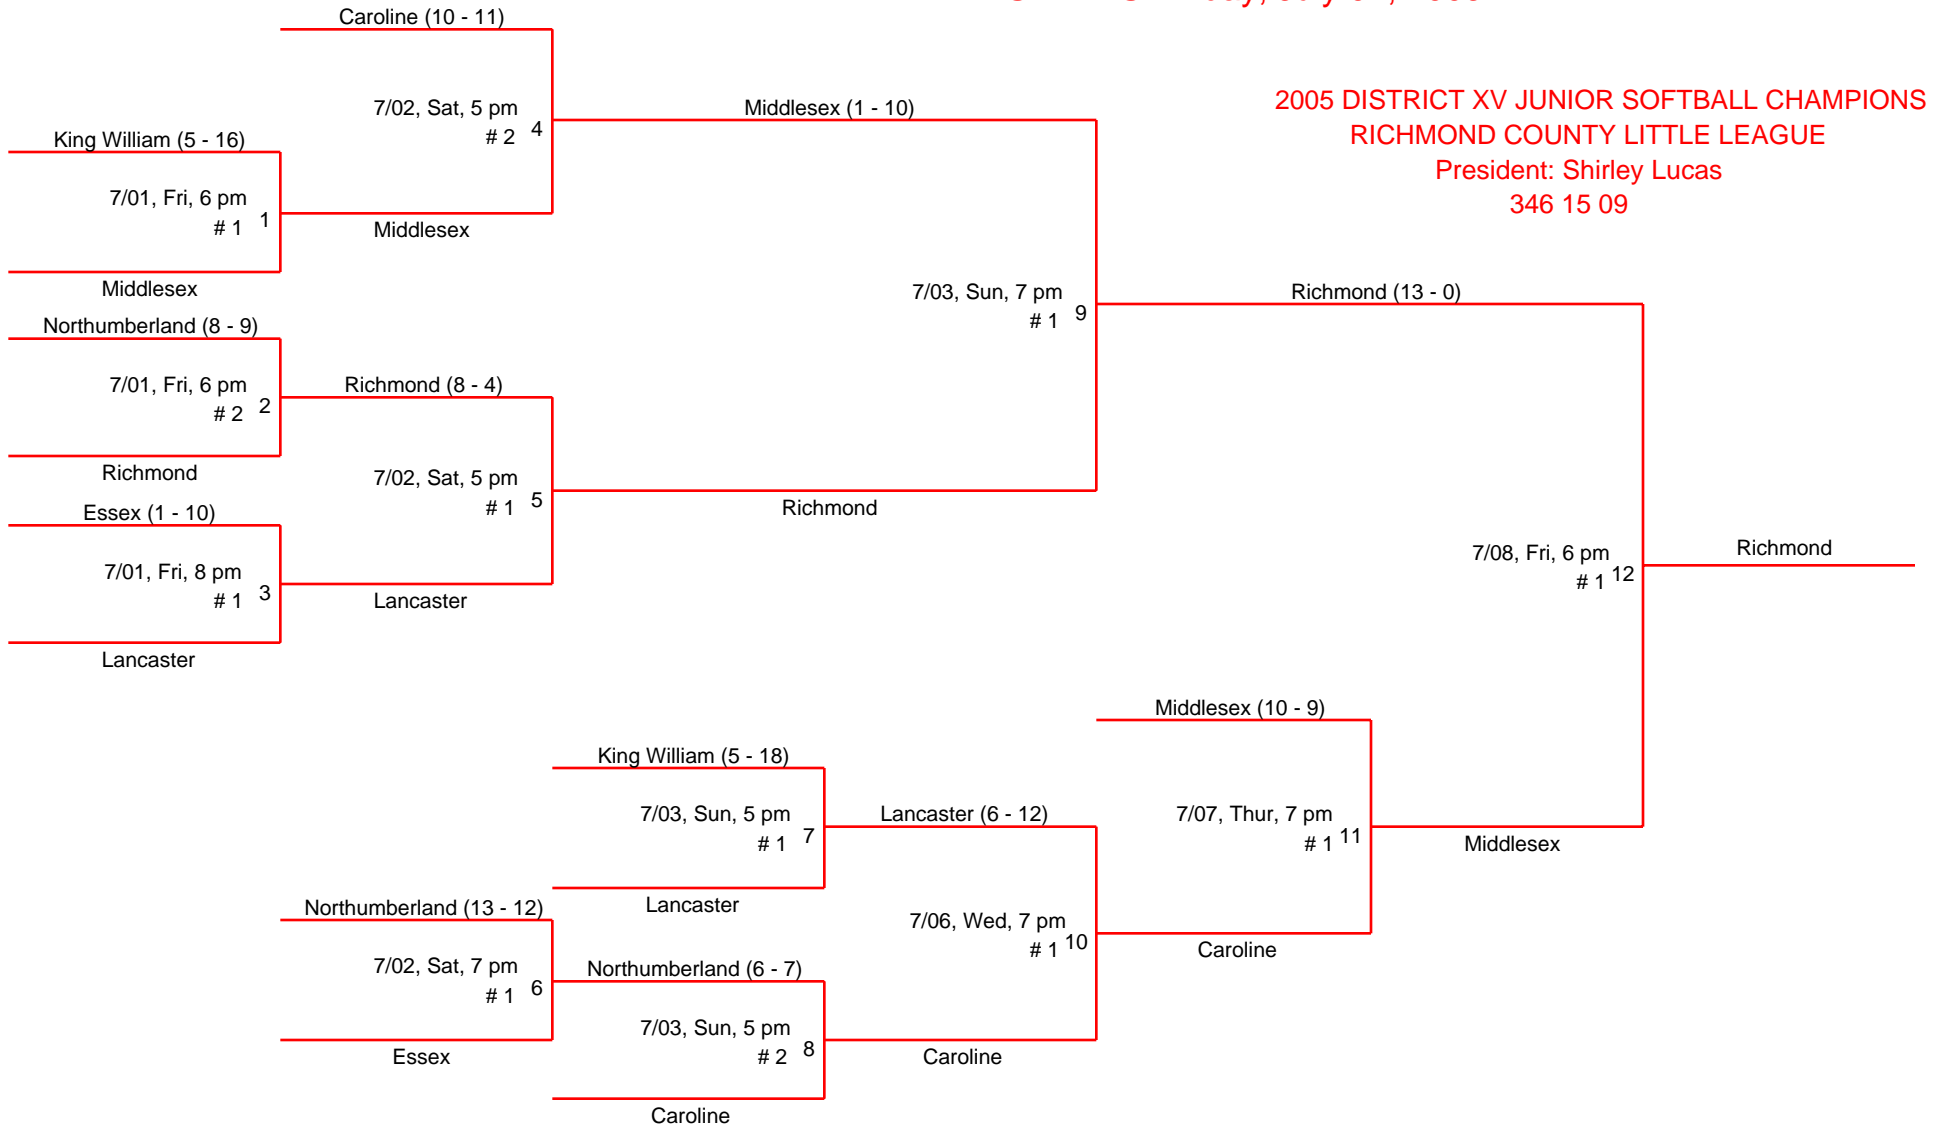 Caroline (10 - 11)
2005 DISTRICT XV JUNIOR SOFTBALL CHAMPIONS
RICHMOND COUNTY LITTLE LEAGUE
President: Shirley Lucas
346 15 09
7/02, Sat, 5 pm
# 2 4
Middlesex (1 - 10)
King William (5 - 16)
7/01, Fri, 6 pm
# 1 1
Middlesex
Middlesex
Northumberland (8 - 9)
7/01, Fri, 6 pm
# 2 2
Richmond
Richmond (8 - 4)
7/02, Sat, 5 pm
# 1 5
Richmond
Essex (1 - 10)
7/01, Fri, 8 pm
# 1 3
Lancaster
Lancaster
7/03, Sun, 7 pm
# 1 9
Richmond (13 - 0)
7/08, Fri, 6 pm
# 1 12
Richmond
Middlesex (10 - 9)
King William (5 - 18)
7/03, Sun, 5 pm
# 1 7
Lancaster
Lancaster (6 - 12)
7/07, Thur, 7 pm
# 1 11
Middlesex
Northumberland (13 - 12)
7/02, Sat, 7 pm
# 1 6
Essex
Northumberland (6 - 7)
7/03, Sun, 5 pm
# 2 8
Caroline
7/06, Wed, 7 pm
# 1 10
Caroline
Caroline